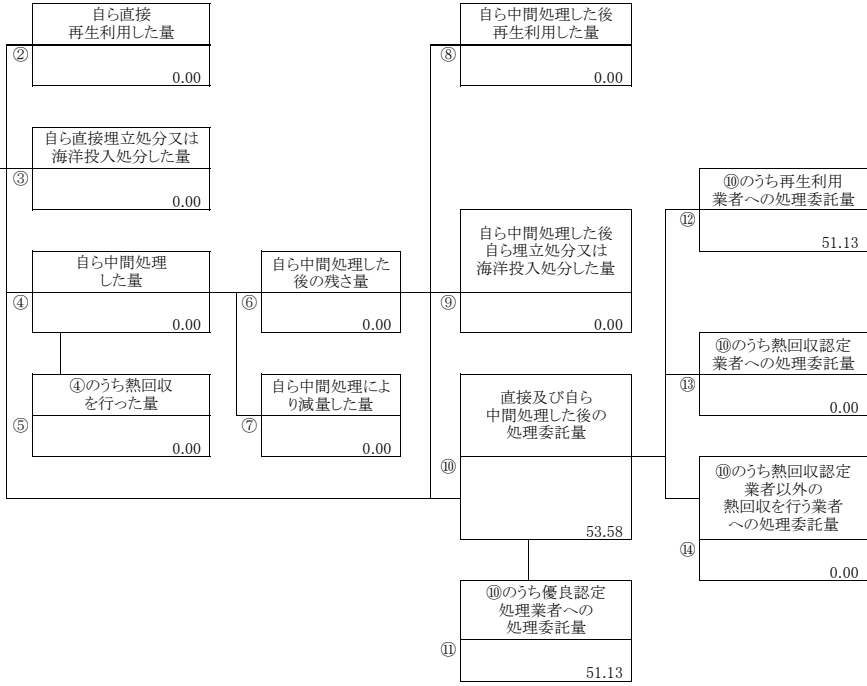 自ら直接
再生利用した量
②
0.00
自ら直接埋立処分又は
海洋投入処分した量
③
0.00
自ら中間処理
した量
④
0.00
④のうち熱回収
を行った量
⑤
0.00
自ら中間処理した
後の残さ量
⑥
0.00
自ら中間処理によ
り減量した量
⑦
0.00
自ら中間処理した後
再生利用した量
⑧
0.00
自ら中間処理した後
自ら埋立処分又は
海洋投入処分した量
⑨
0.00
直接及び自ら
中間処理した後の
処理委託量
⑩
53.58
⑩のうち優良認定
処理業者への
処理委託量
⑪
51.13
⑩のうち再生利用
業者への処理委託量
⑫
51.13
⑩のうち熱回収認定
業者への処理委託量
⑬
0.00
⑩のうち熱回収認定
業者以外の
熱回収を行う業者
への処理委託量
⑭
0.00